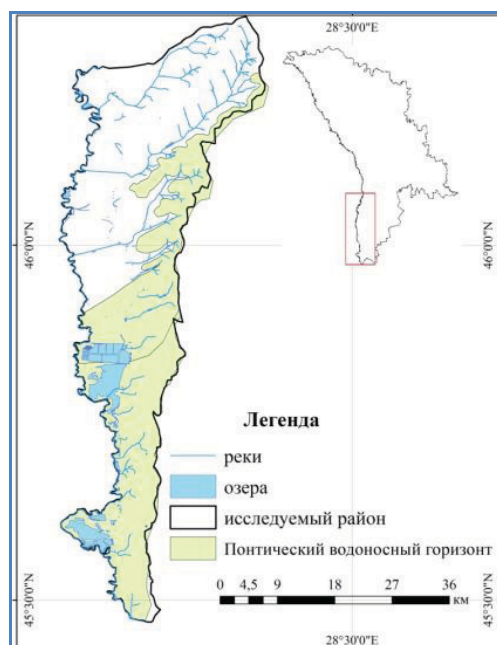 28°30'0"E
46°0'0"N
46°0'0"N
Легенда
реки
озера
исследуемый район
Понтический водоносный горизонт
0 4,5 9 18 27 36
км
45°30'0"N
45°30'0"N
28°30'0"E